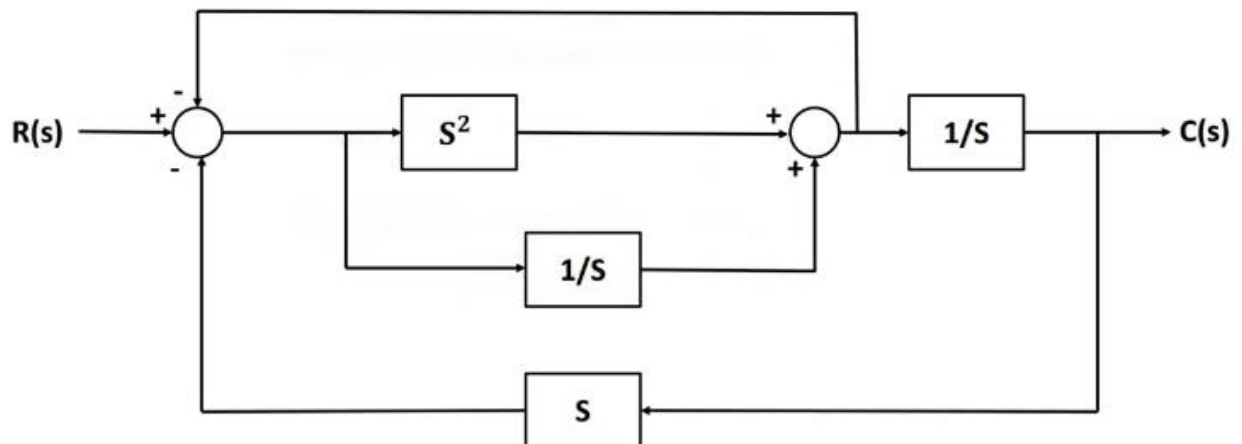 -
+
R(s)
-
S²
+
+
1/S
C(s)
1/S
S